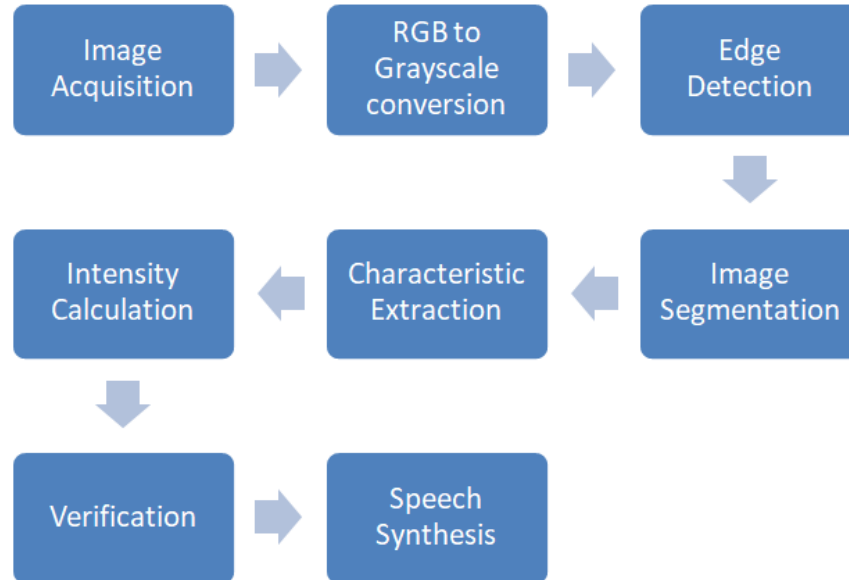 Image
Acquisition
RGB to
Grayscale
conversion
Edge
Detection
Image
Segmentation
Characteristic
Extraction
Intensity
Calculation
Verification
Speech
Synthesis